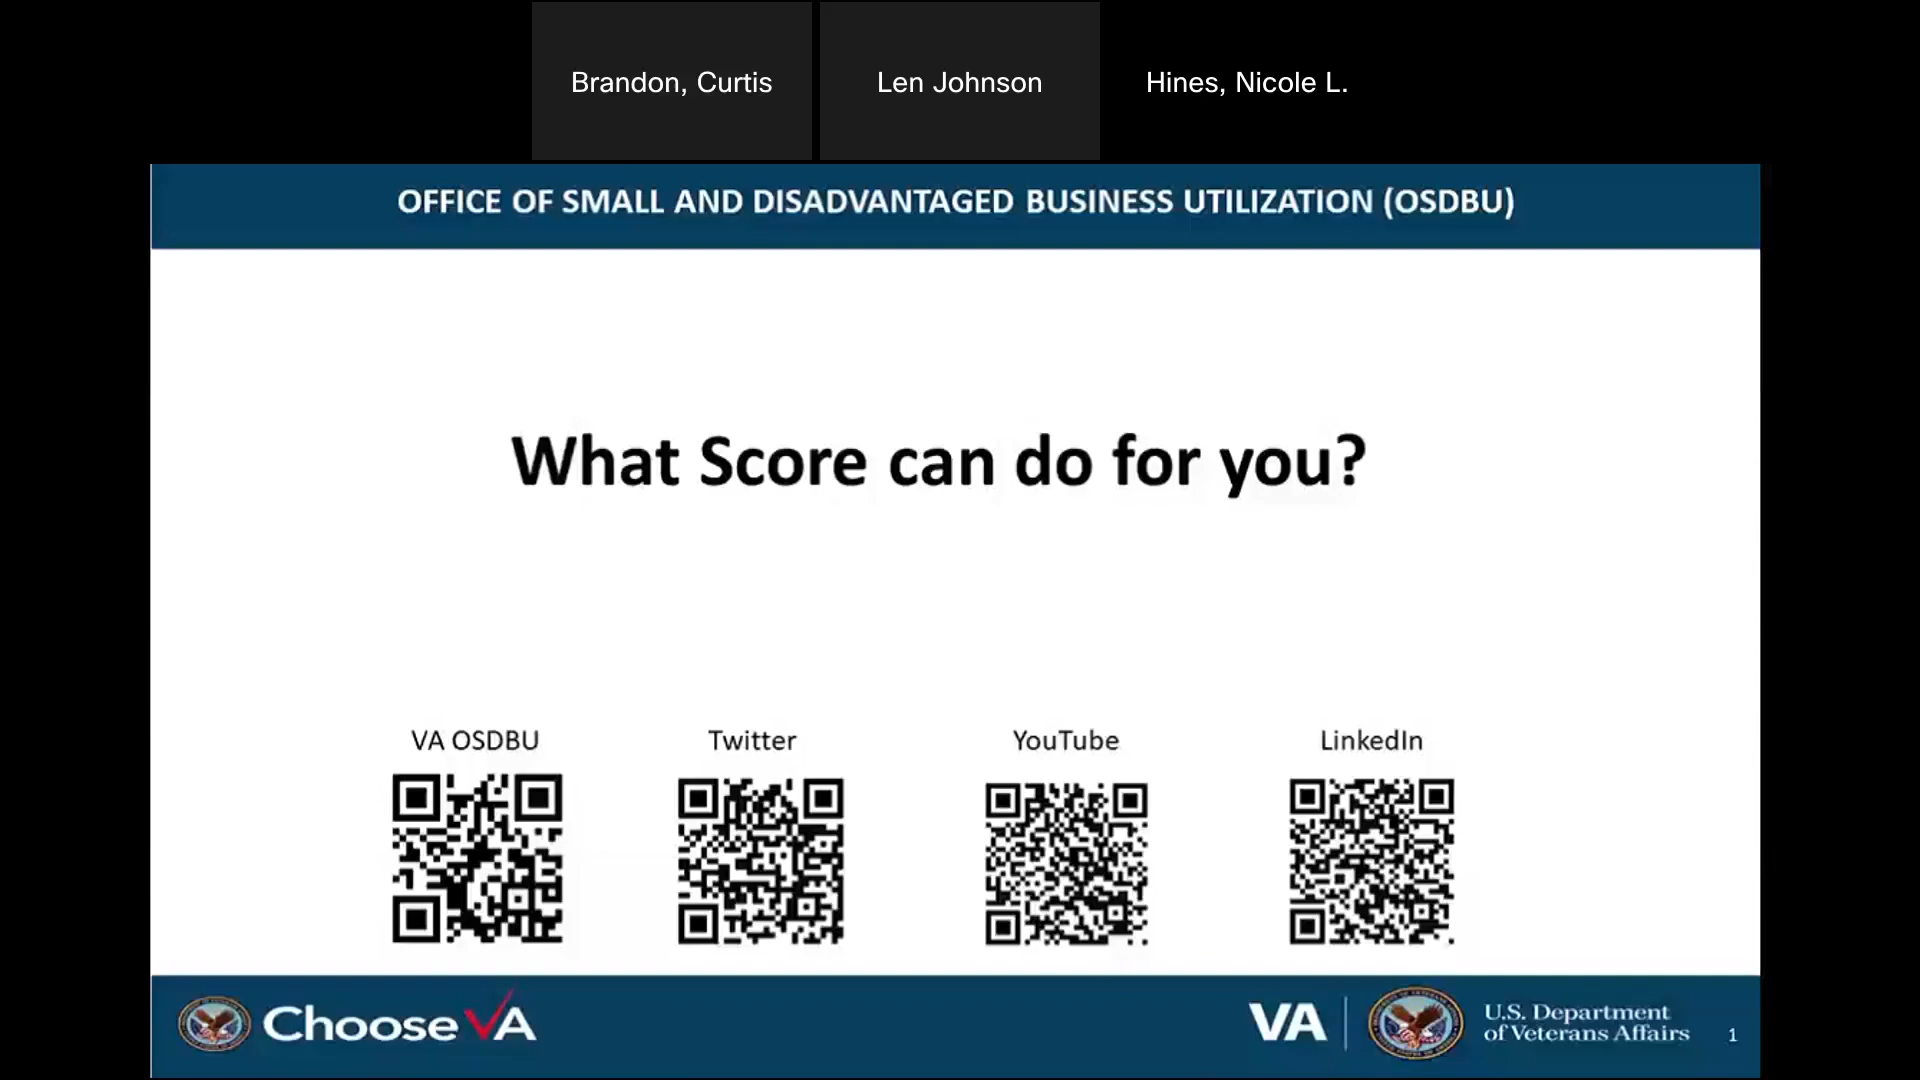 Brandon, Curtis
Len Johnson
Hines, Nicole L.
OFFICE OF SMALL AND DISADVANTAGED BUSINESS UTILIZATION (OSDBU)
What Score can do for you?
VA OSDBU
Twitter
YouTube
LinkedIn
Choose VA
VA
U.S. Department
of Veterans Affairs
1